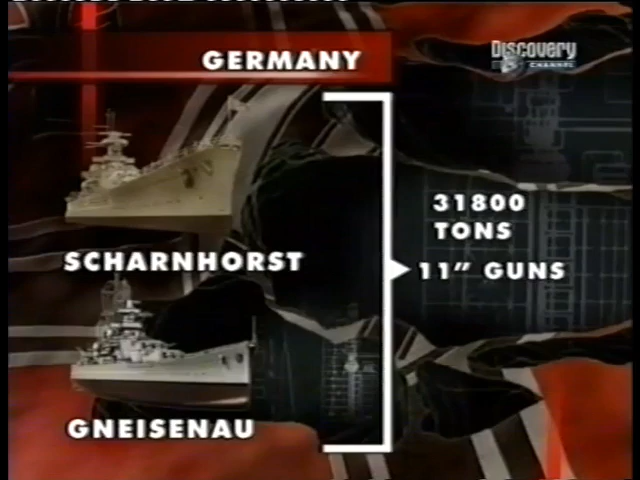 GERMANY
Discovery
CHANNEL
SCHARNHORST
31800
TONS
11" GUNS
GNEISENAU